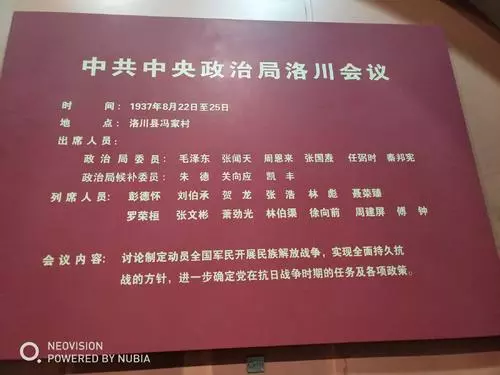 中共中央政治局洛川会议
时 间：1937年8月22日至25日
地 点：洛川县冯家村
出席人员：
政治局委员：毛泽东 张闻天 周恩来 张国焘 任弼时 秦邦宪
政治局候补委员：朱 德 关向应 凯 丰
列席人员：彭德怀 刘伯承 贺 龙 张 浩 林 彪 聂荣臻
罗荣桓 张文彬 萧劲光 林伯渠 徐向前 周建屏 傅 钟
会议内容：讨论制定动员全国军民开展民族解放战争，实现全面持久抗
战的方针，进一步确定党在抗日战争时期的任务及各项政策。
NEOVISION
POWERED BY NUBIA